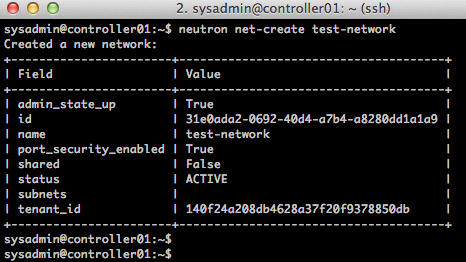 2. sysadmin@controller01: ~ (ssh)
sysadmin@controller01:~$ neutron net-create test-network
Created a new network:
+-----------------------+--------------------------------------+
| Field                 | Value                                |
+-----------------------+--------------------------------------+
| admin_state_up        | True                                 |
| id                    | 31e0ada2-0692-40d4-a7b4-a8280dd1a1a9 |
| name                  | test-network                         |
| port_security_enabled | True                                 |
| shared                | False                                |
| status                | ACTIVE                               |
| subnets               |                                      |
| tenant_id             | 140f24a208db4628a37f20f9378850db     |
+-----------------------+--------------------------------------+
sysadmin@controller01:~$
sysadmin@controller01:~$